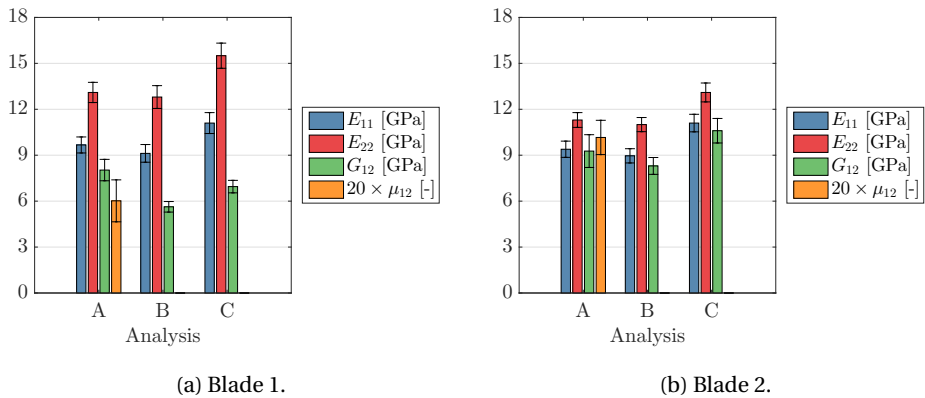 18
15
12
9
6
3
0
A B C
Analysis
E₁₁ [GPa]
E₂₂ [GPa]
G₁₂ [GPa]
20 × μ₁₂ [-]
(a) Blade 1.
18
15
12
9
6
3
0
A B C
Analysis
E₁₁ [GPa]
E₂₂ [GPa]
G₁₂ [GPa]
20 × μ₁₂ [-]
(b) Blade 2.